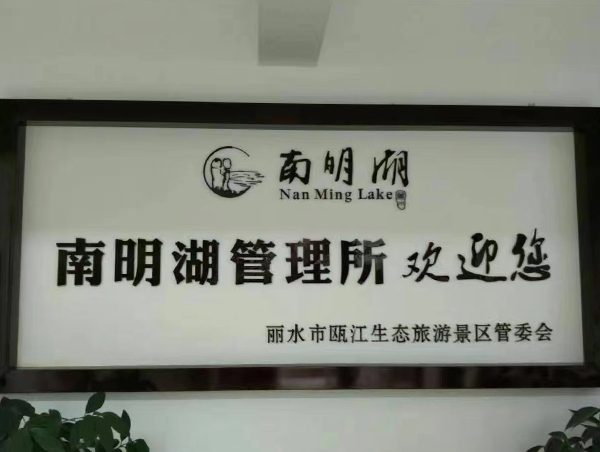 南明湖
Nan Ming Lake
南明湖管理所 欢迎您
丽水市瓯江生态旅游景区管委会